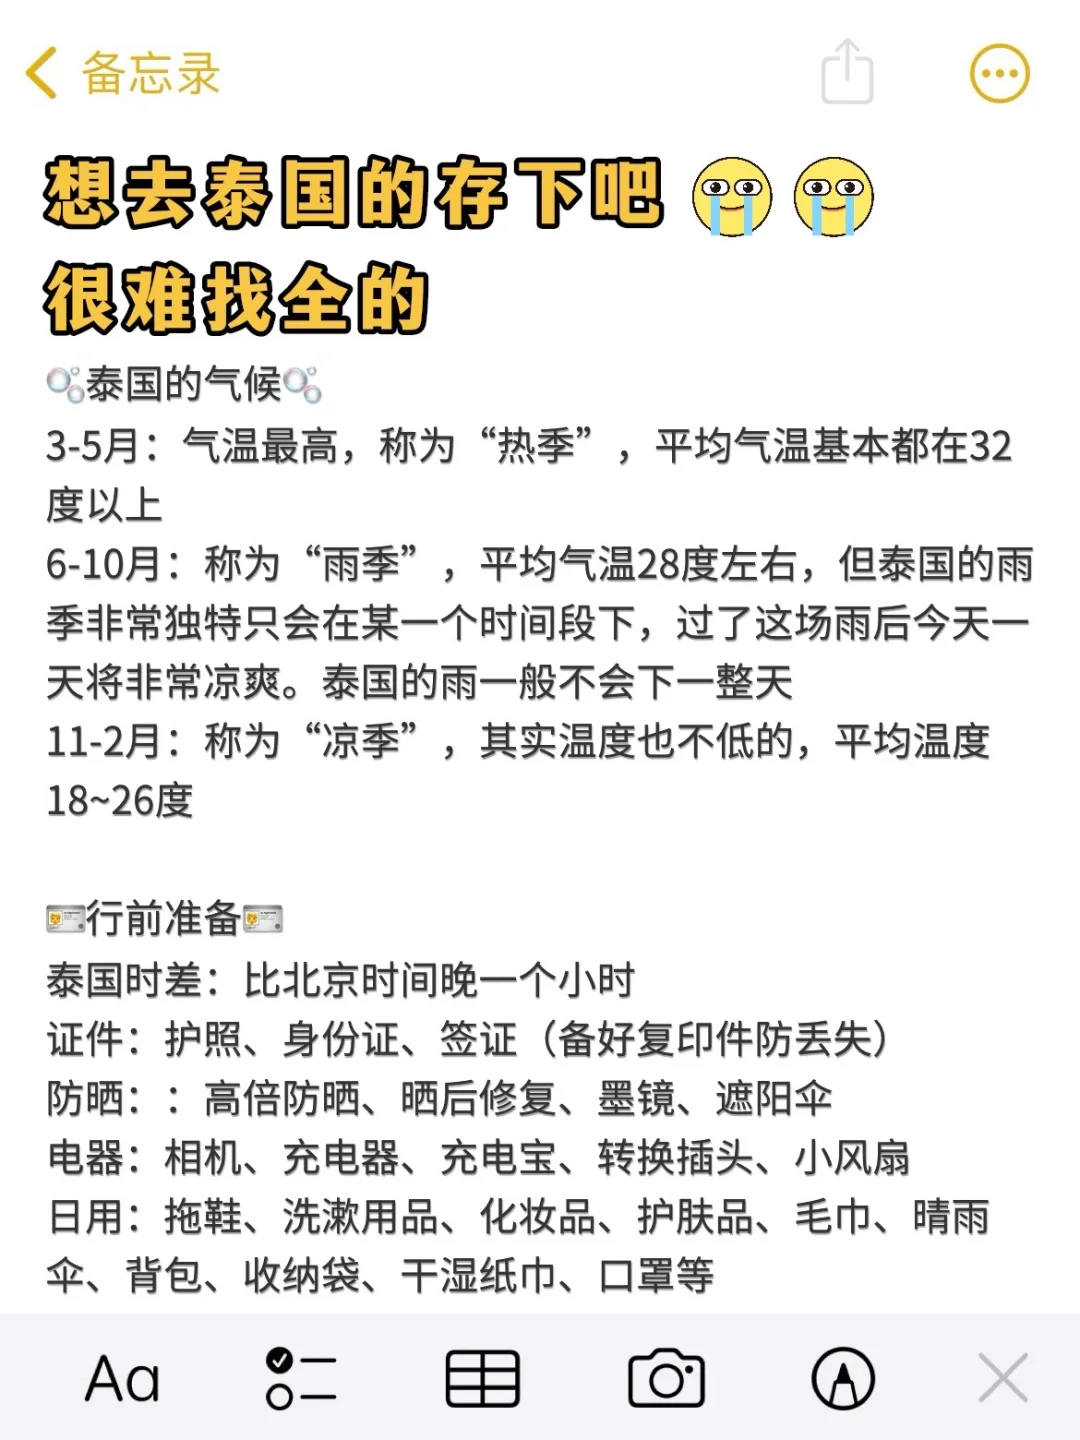 备忘录
想去泰国的存下吧
很难找全的
泰国的气候
3-5月：气温最高，称为“热季”，平均气温基本都在32
度以上
6-10月：称为“雨季”，平均气温28度左右，但泰国的雨
季非常独特只会在某一个时间段下，过了这场雨后今天一
天将非常凉爽。泰国的雨一般不会下一整天
11-2月：称为“凉季”，其实温度也不低的，平均温度
18~26度
行前准备
泰国时差：比北京时间晚一个小时
证件：护照、身份证、签证（备好复印件防丢失）
防晒：：高倍防晒、晒后修复、墨镜、遮阳伞
电器：相机、充电器、充电宝、转换插头、小风扇
日用：拖鞋、洗漱用品、化妆品、护肤品、毛巾、晴雨
伞、背包、收纳袋、干湿纸巾、口罩等
Aa